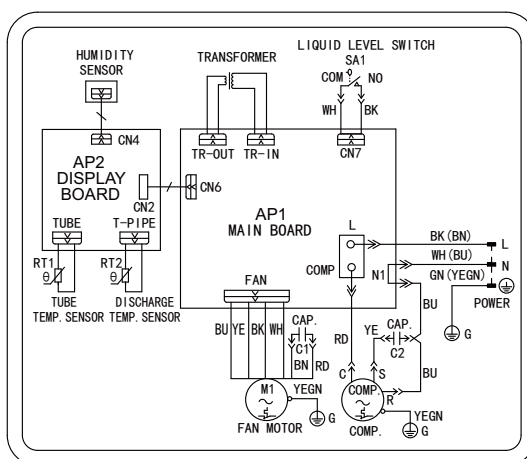 HUMIDITY
SENSOR
TRANSFORMER
LIQUID LEVEL SWITCH
SA1
COM
NO
WH
BK
CN4
TR-OUT
TR-IN
CN7
AP2
DISPLAY
BOARD
CN2
CN6
AP1
MAIN BOARD
TUBE
T-PIPE
RT1
θ
RT2
θ
TUBE
TEMP. SENSOR
DISCHARGE
TEMP. SENSOR
L
COMP
N1
BK(BN)
L
WH(BU)
N
GN(YEGN)
POWER
G
FAN
BU
YE
BK
WH
CAP.
C1
BN
RD
RD
YE
CAP.
C2
BU
BU
C
S
R
M1
YEGN
G
FAN MOTOR
COMP.
YEGN
G
COMP.